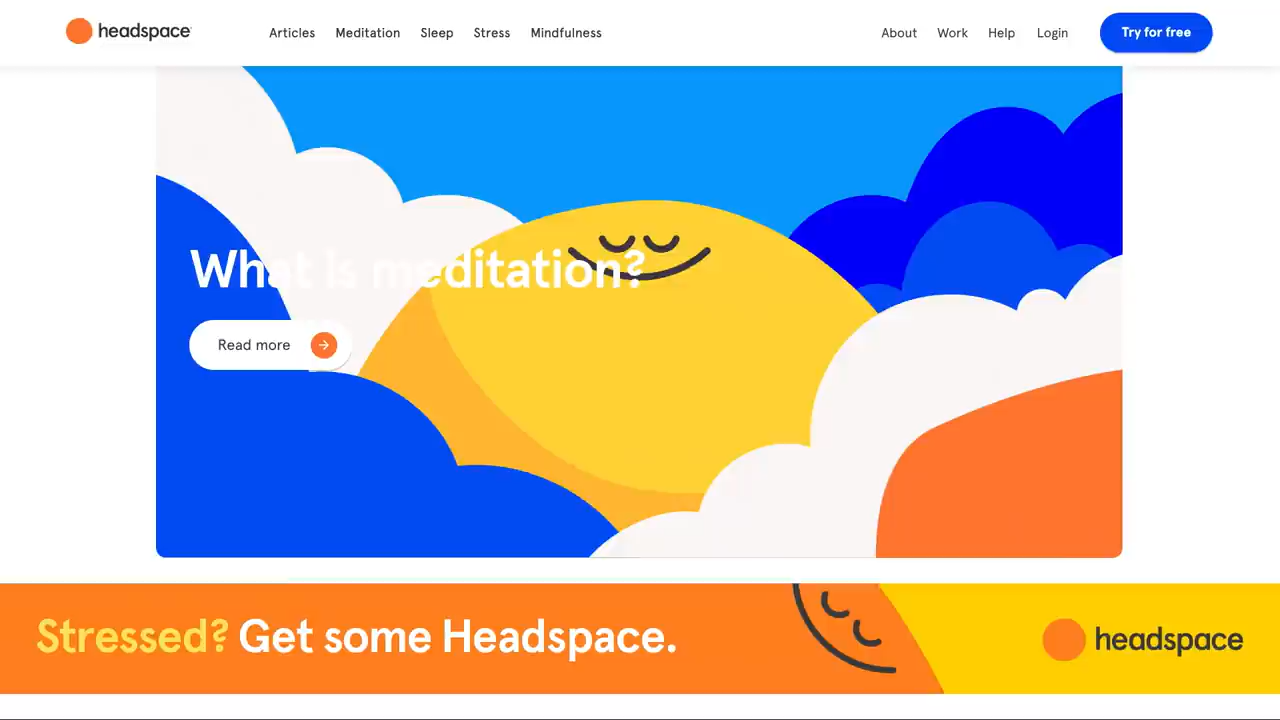 headspace
Articles Meditation Sleep Stress Mindfulness About Work Help Login Try for free
What is meditation?
Read more
Stressed? Get some Headspace.
headspace